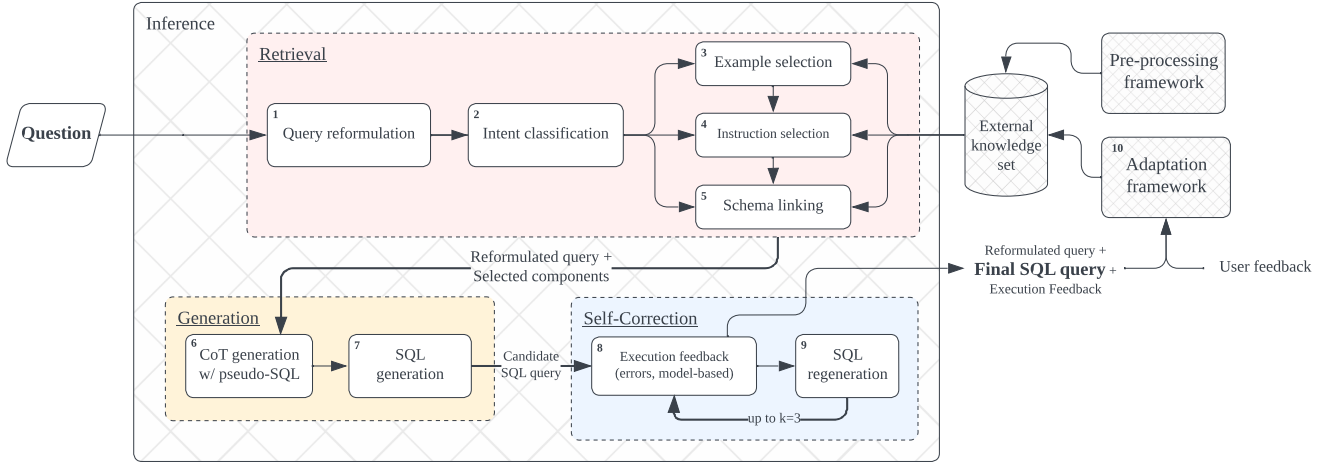 Inference
Retrieval
Question
1
Query reformulation
2
Intent classification
3
Example selection
4
Instruction selection
5
Schema linking
External
knowledge
set
Pre-processing
framework
10
Adaptation
framework
Reformulated query +
Selected components
Reformulated query +
Final SQL query +
Execution Feedback
User feedback
Generation
6
CoT generation
w/ pseudo-SQL
7
SQL
generation
Candidate
SQL query
Self-Correction
8
Execution feedback
(errors, model-based)
9
SQL
regeneration
up to k=3